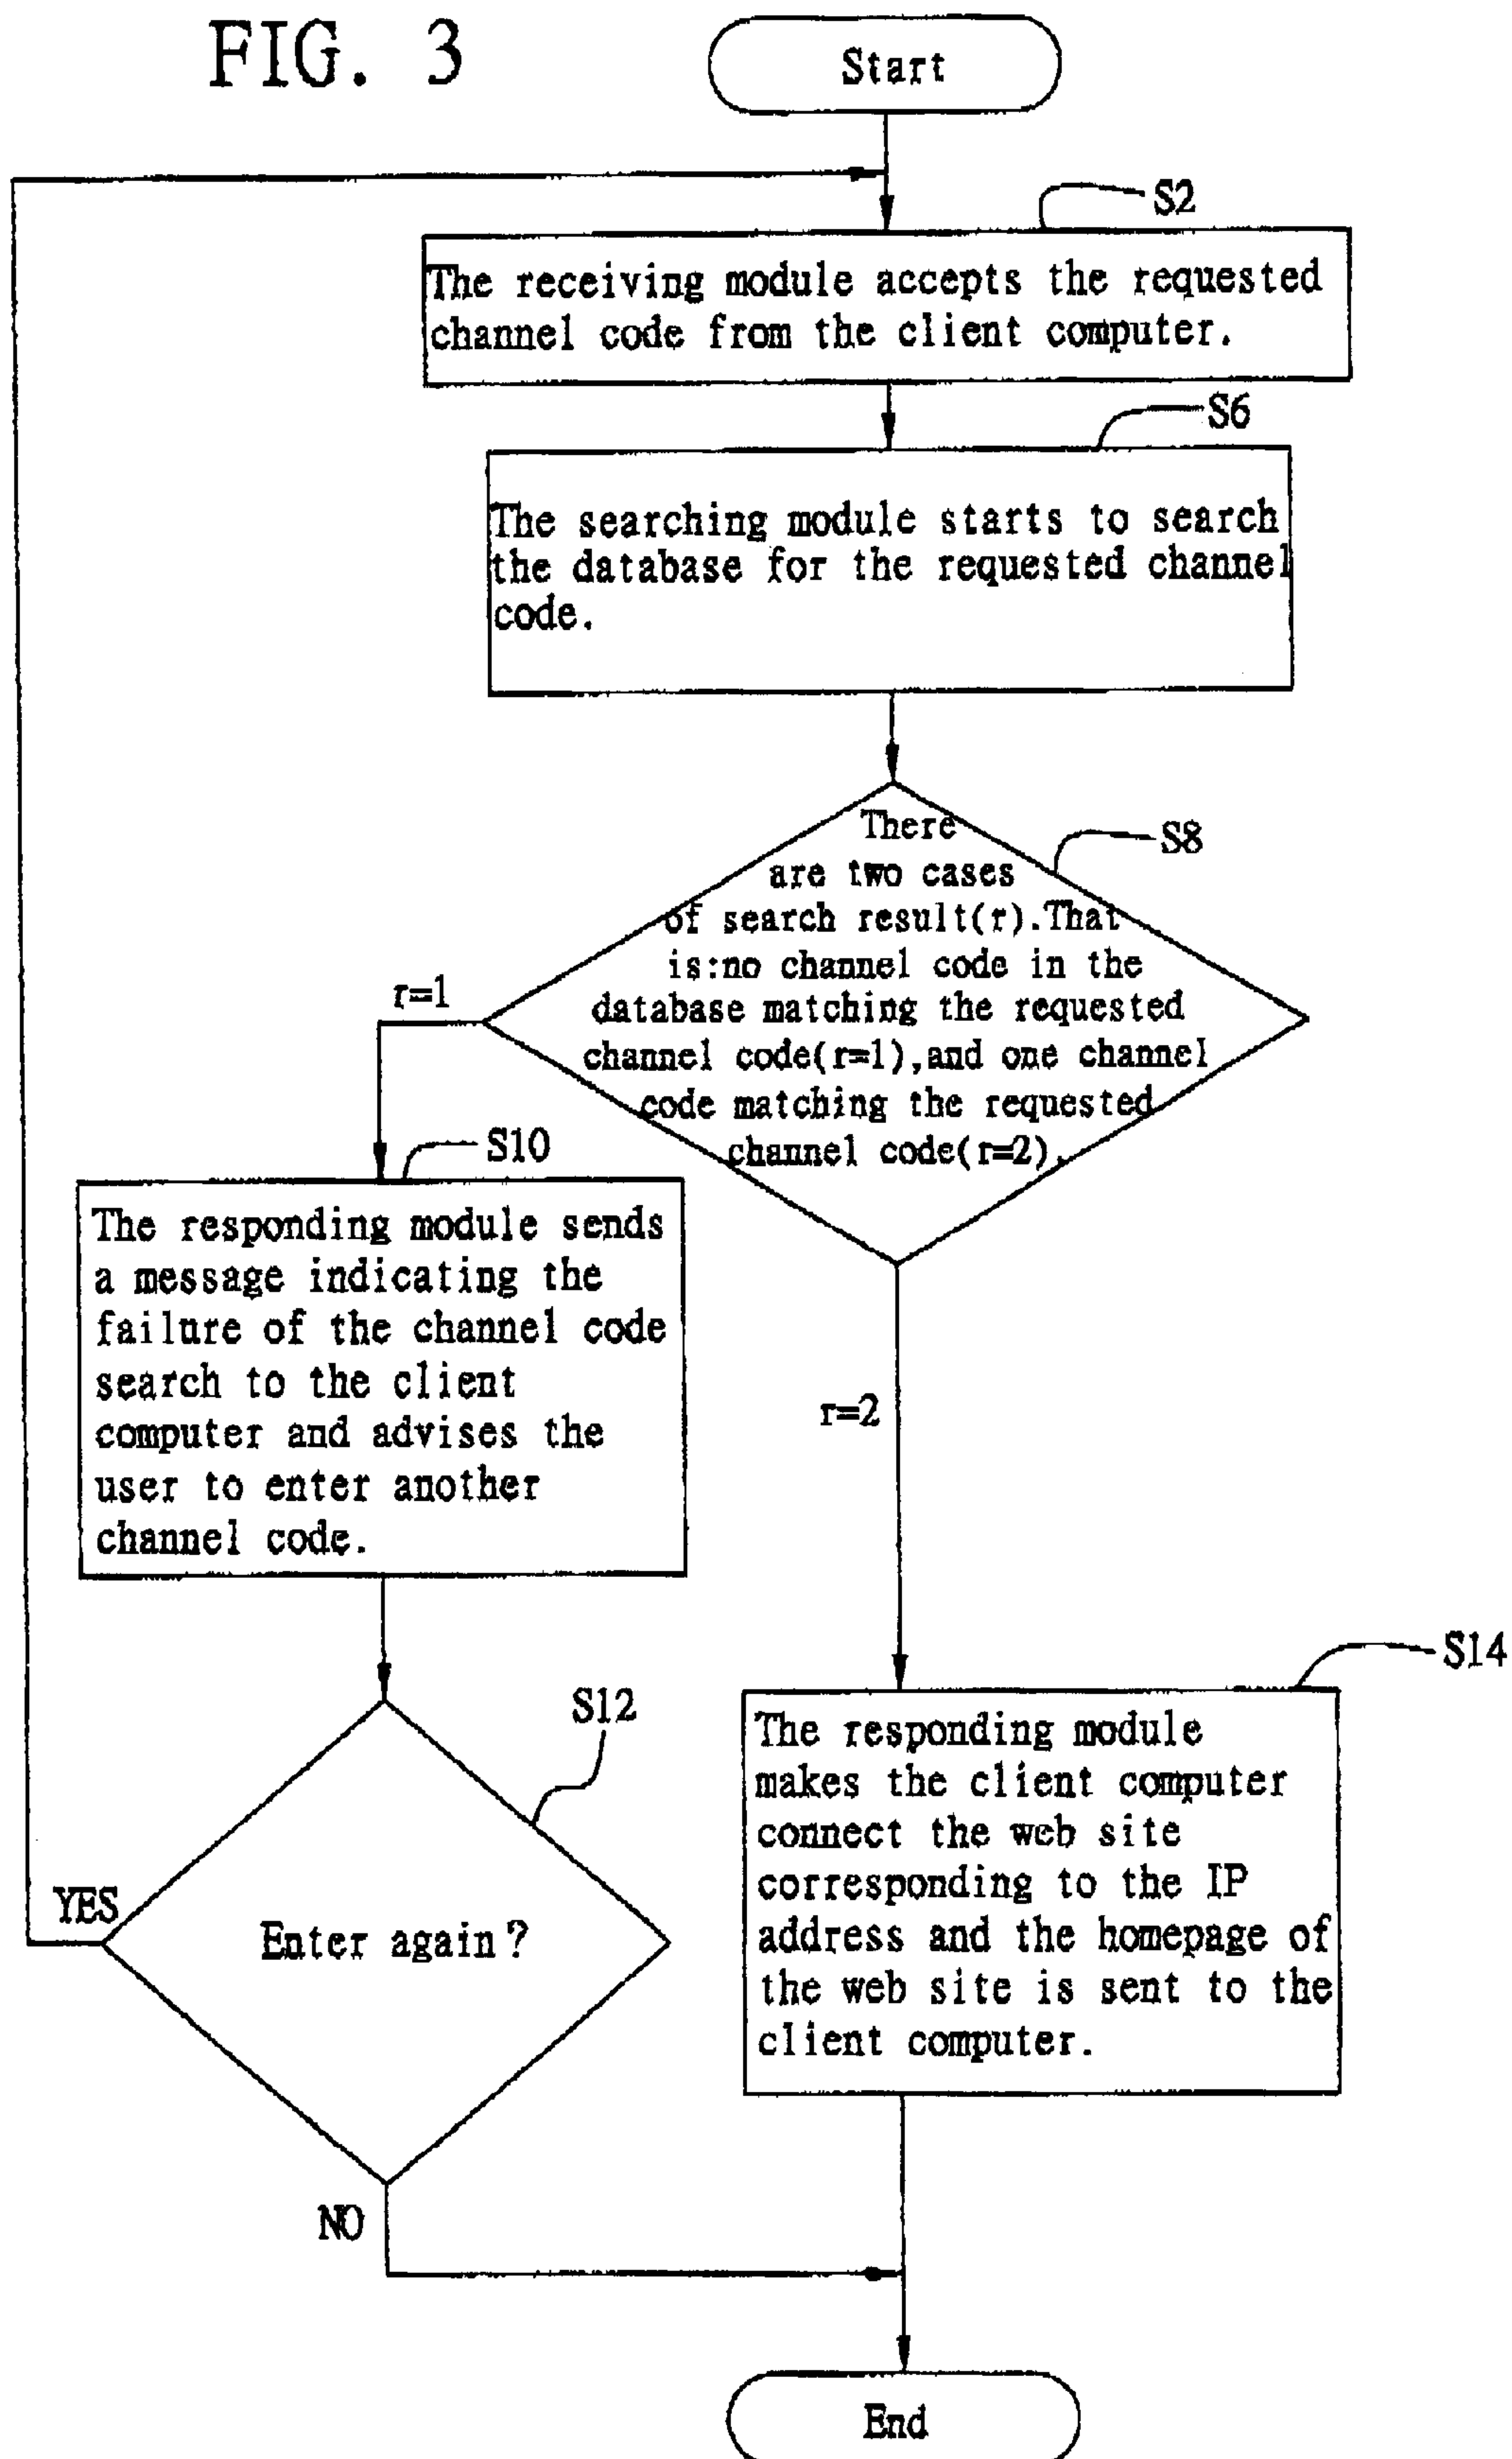 FIG. 3
Start
S2
The receiving module accepts the requested
channel code from the client computer.
S6
The searching module starts to search
the database for the requested channel
code.
S8
There
are two cases
of search result(r).That
is:no channel code in the
database matching the requested
channel code(r=1),and one channel
code matching the requested
channel code(r=2).
r=1
S10
The responding module sends
a message indicating the
failure of the channel code
search to the client
computer and advises the
user to enter another
channel code.
r=2
S12
Enter again?
YES
NO
S14
The responding module
makes the client computer
connect the web site
corresponding to the IP
address and the homepage of
the web site is sent to the
client computer.
End